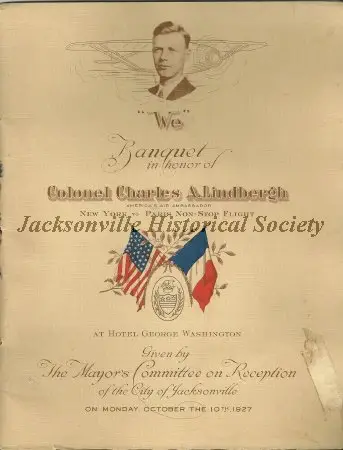 "We"
Banquet
in honor of
Colonel Charles A. Lindbergh
AMERICA'S AIR AMBASSADOR
NEW YORK TO PARIS NON-STOP FLIGHT
Jacksonville Historical Society
AT HOTEL GEORGE WASHINGTON
Given by
The Mayor's Committee on Reception
of the City of Jacksonville
ON MONDAY OCTOBER THE 10TH 1927